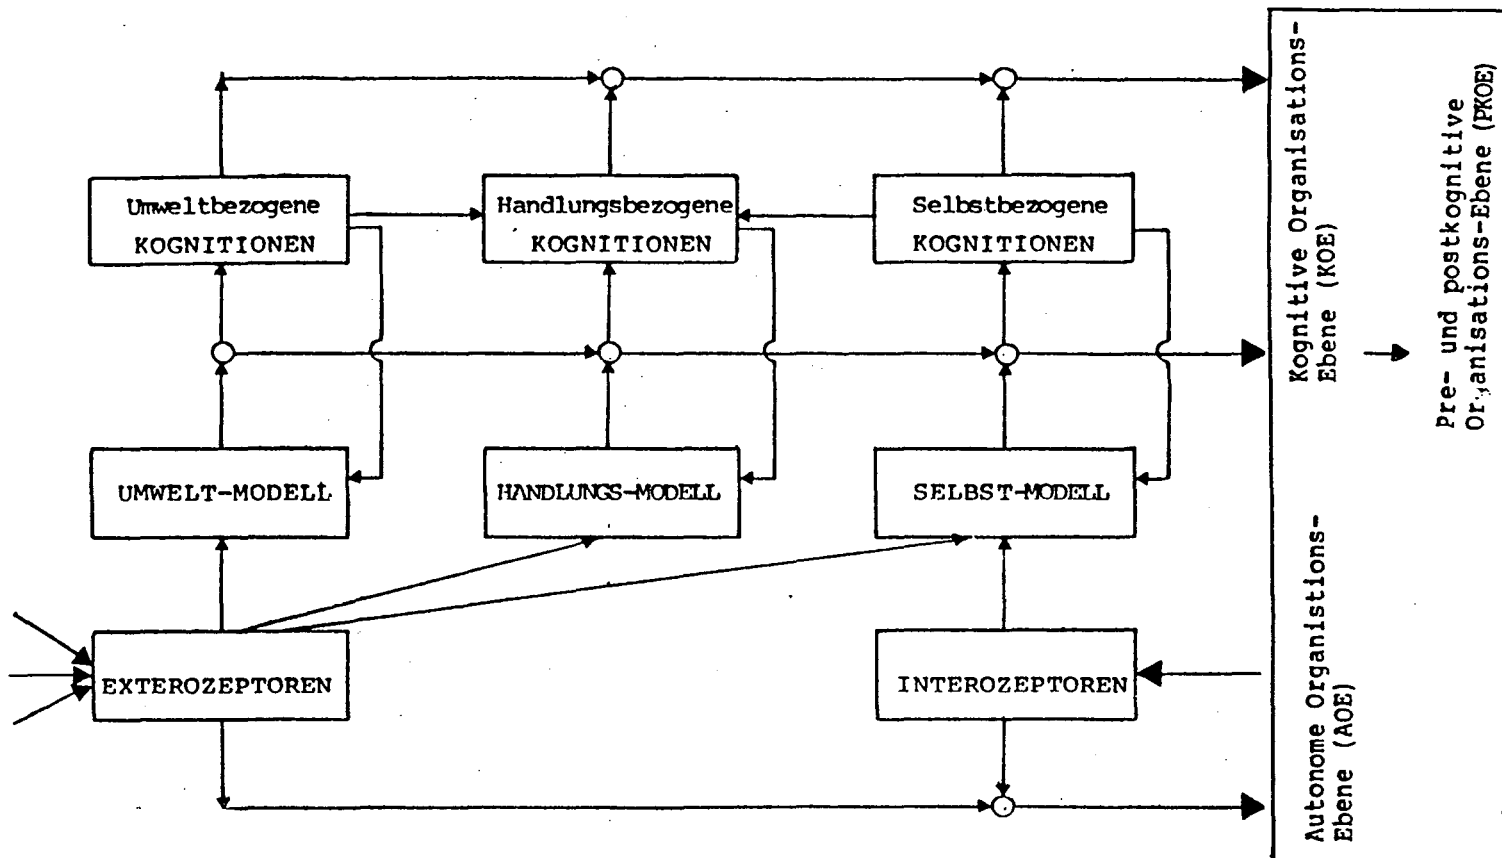 Umweltbezogene
KOGNITIONEN
Handlungsbezogene
KOGNITIONEN
Selbstbezogene
KOGNITIONEN
UMWELT-MODELL
HANDLUNGS-MODELL
SELBST-MODELL
EXTEROZEPTOREN
INTEROZEPTOREN
Kognitive Organisations-
Ebene (KOE)
Autonome Organistions-
Ebene (AOE)
Pre- und postkognitive
Organisations-Ebene (PKOE)